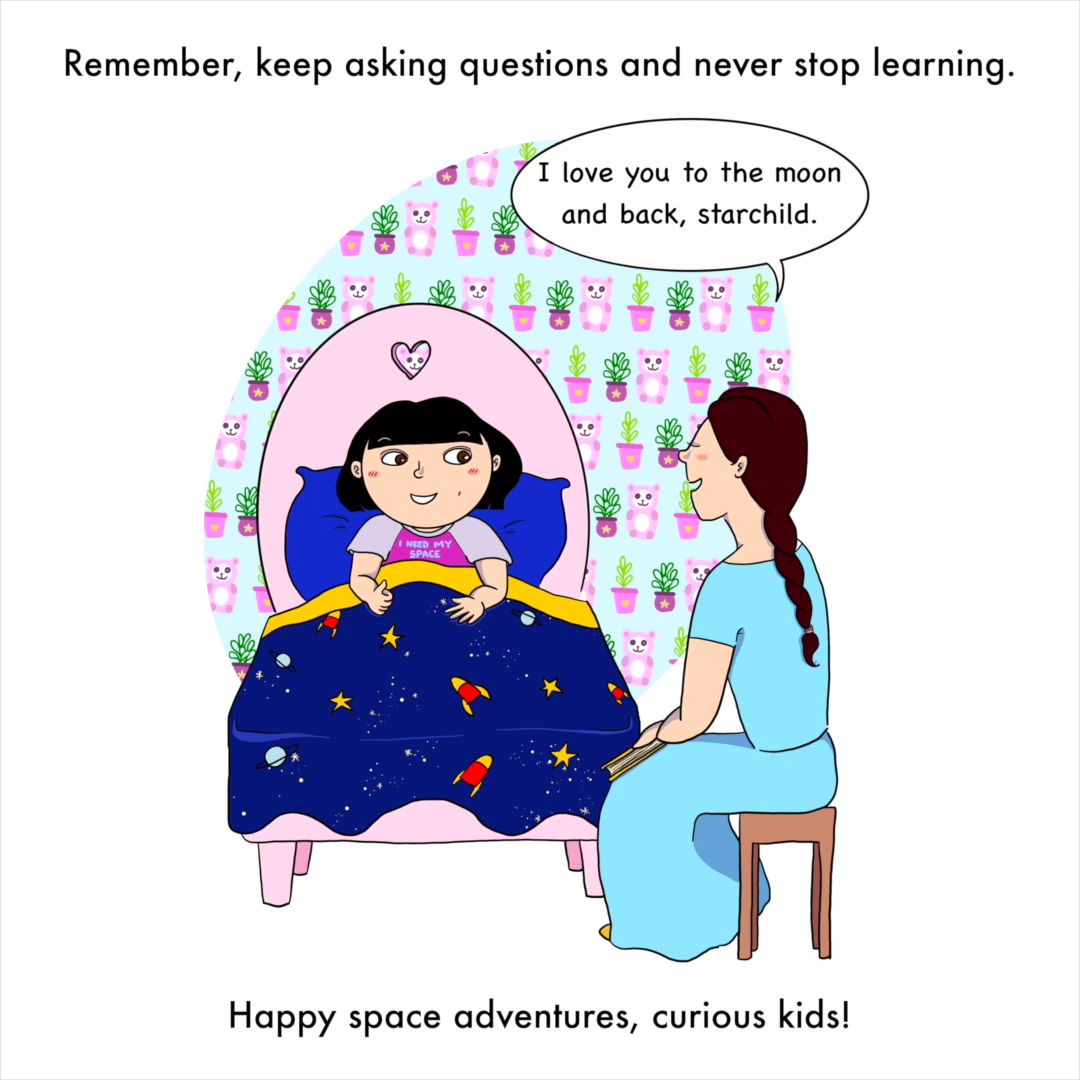 Remember, keep asking questions and never stop learning.
I love you to the moon
and back, starchild.
I NEED MY
SPACE
Happy space adventures, curious kids!